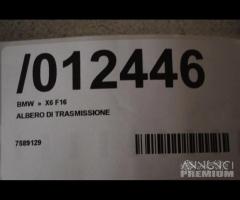 /012446
BMW » X6 F16
ALBERO DI TRASMISSIONE
7589129
ANNUNCI
PREMIUM